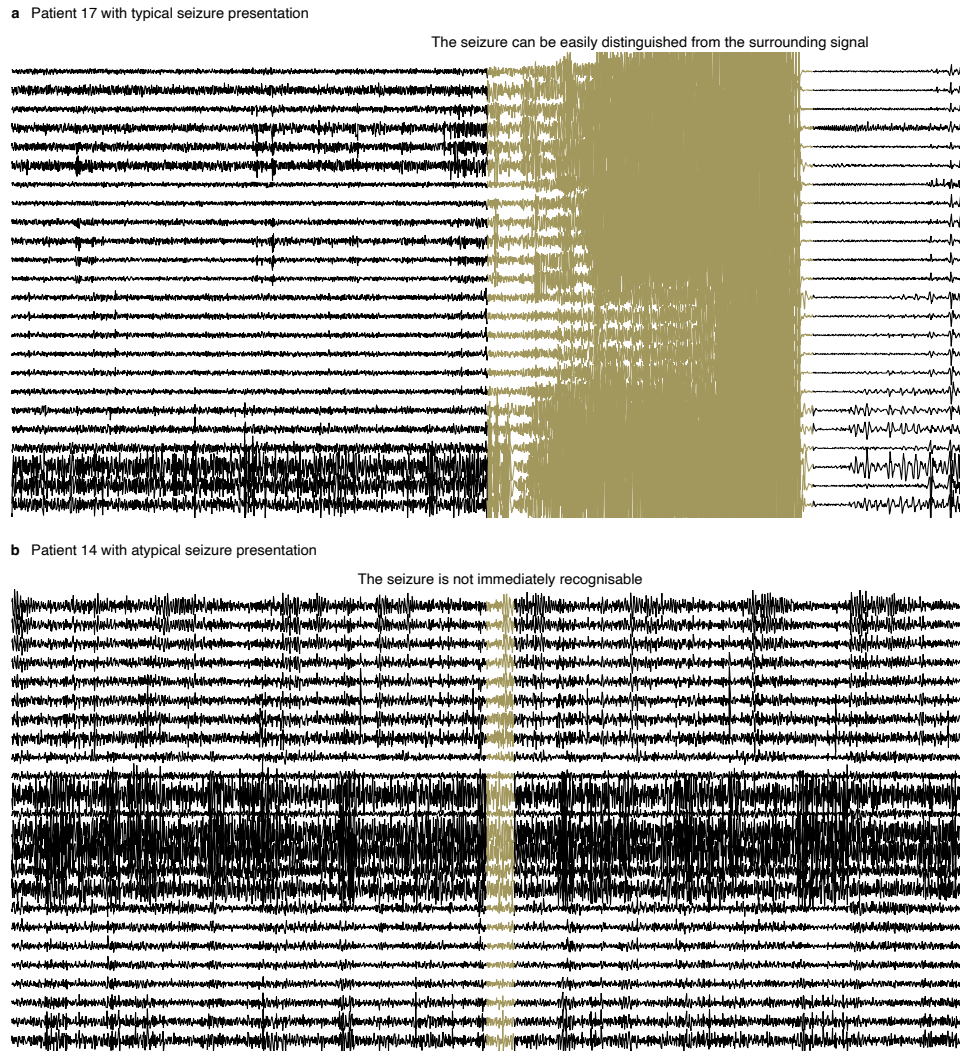 a Patient 17 with typical seizure presentation
The seizure can be easily distinguished from the surrounding signal
b Patient 14 with atypical seizure presentation
The seizure is not immediately recognisable